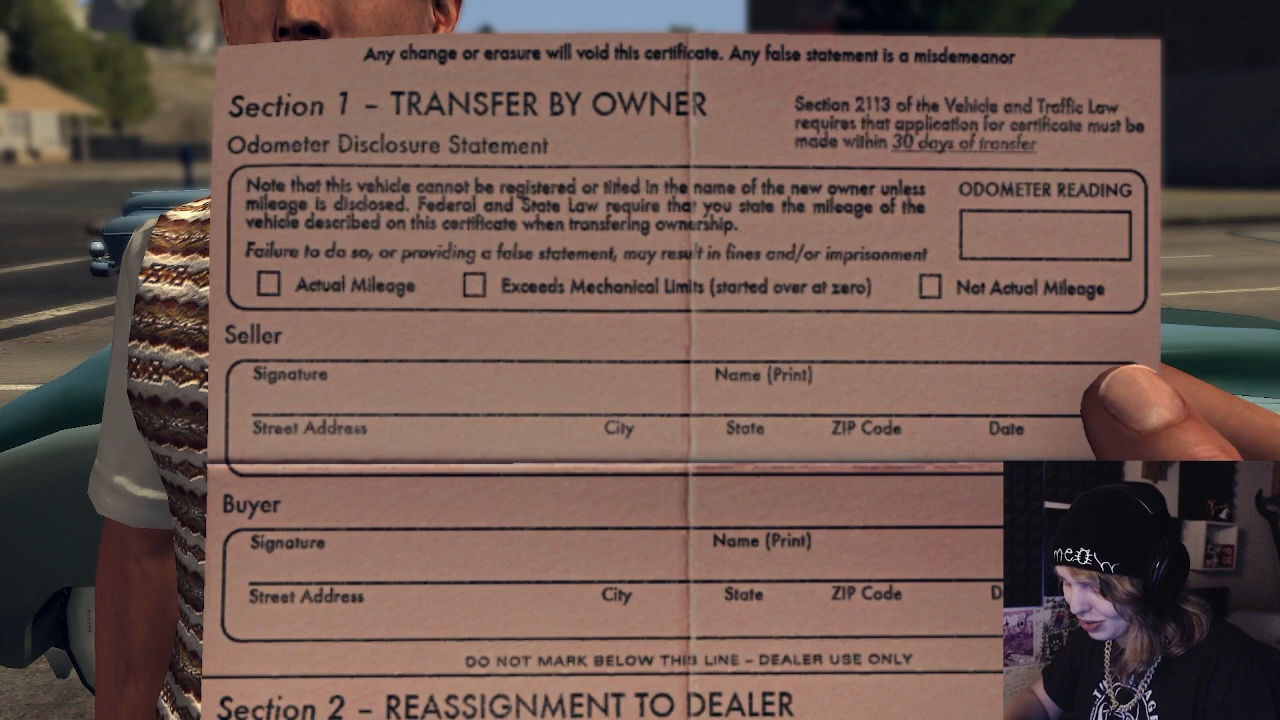 Any change or erasure will void this certificate. Any false statement is a misdemeanor
Section 1 – TRANSFER BY OWNER
Section 2113 of the Vehicle and Traffic Law
requires that application for certificate must be
made within 30 days of transfer
Odometer Disclosure Statement
Note that this vehicle cannot be registered or titled in the name of the new owner unless
mileage is disclosed. Federal and State Law require that you state the mileage of the
vehicle described on this certificate when transfering ownership.
Failure to do so, or providing a false statement, may result in fines and/or imprisonment
ODOMETER READING
Actual Mileage
Exceeds Mechanical Limits (started over at zero)
Not Actual Mileage
Seller
Signature Name (Print)
Street Address City State ZIP Code Date
Buyer
Signature Name (Print)
Street Address City State ZIP Code D
DO NOT MARK BELOW THIS LINE – DEALER USE ONLY
Section 2 – REASSIGNMENT TO DEALER
meow